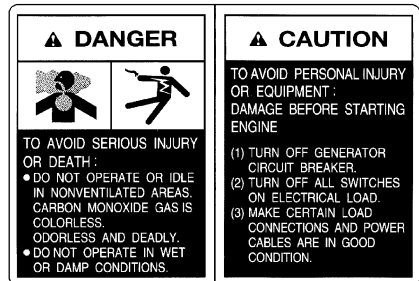 ⚠ DANGER
TO AVOID SERIOUS INJURY
OR DEATH :
● DO NOT OPERATE OR IDLE
IN NONVENTILATED AREAS.
CARBON MONOXIDE GAS IS
COLORLESS.
ODORLESS AND DEADLY.
● DO NOT OPERATE IN WET
OR DAMP CONDITIONS.
⚠ CAUTION
TO AVOID PERSONAL INJURY
OR EQUIPMENT :
DAMAGE BEFORE STARTING
ENGINE
(1) TURN OFF GENERATOR
CIRCUIT BREAKER.
(2) TURN OFF ALL SWITCHES
ON ELECTRICAL LOAD.
(3) MAKE CERTAIN LOAD
CONNECTIONS AND POWER
CABLES ARE IN GOOD
CONDITION.